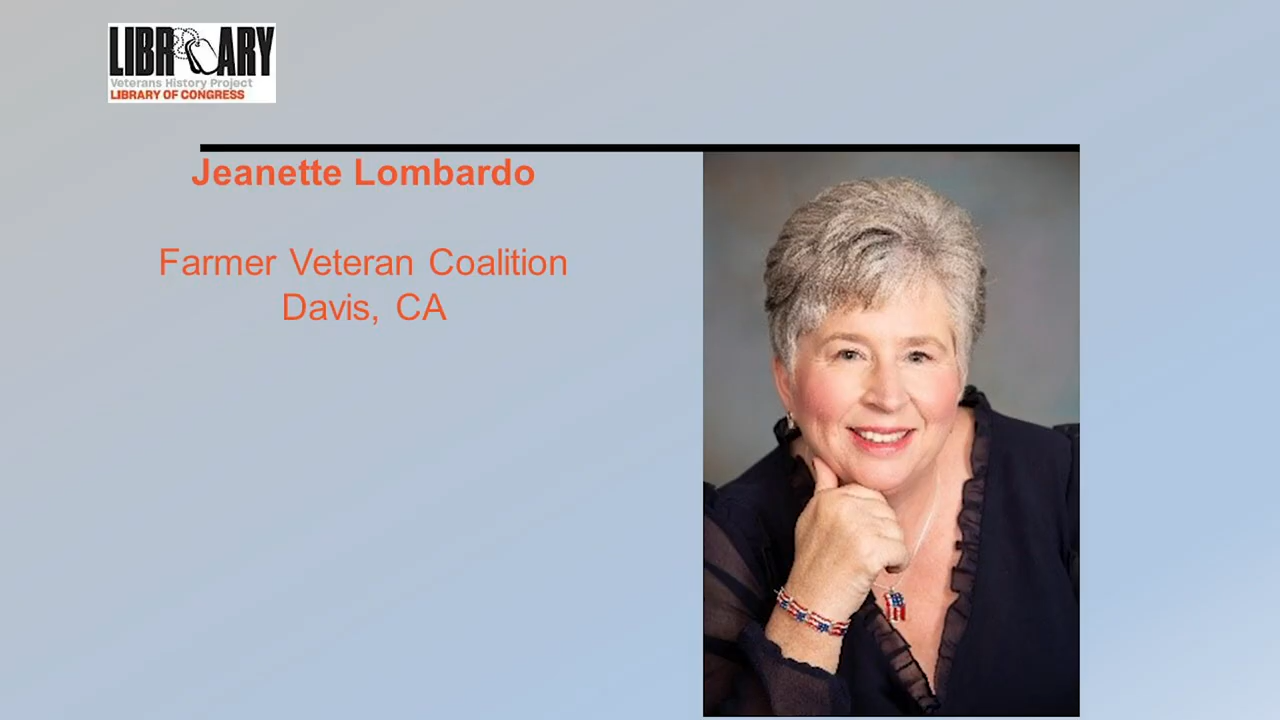 LIBRARY
Veterans History Project
LIBRARY OF CONGRESS
Jeanette Lombardo
Farmer Veteran Coalition
Davis, CA